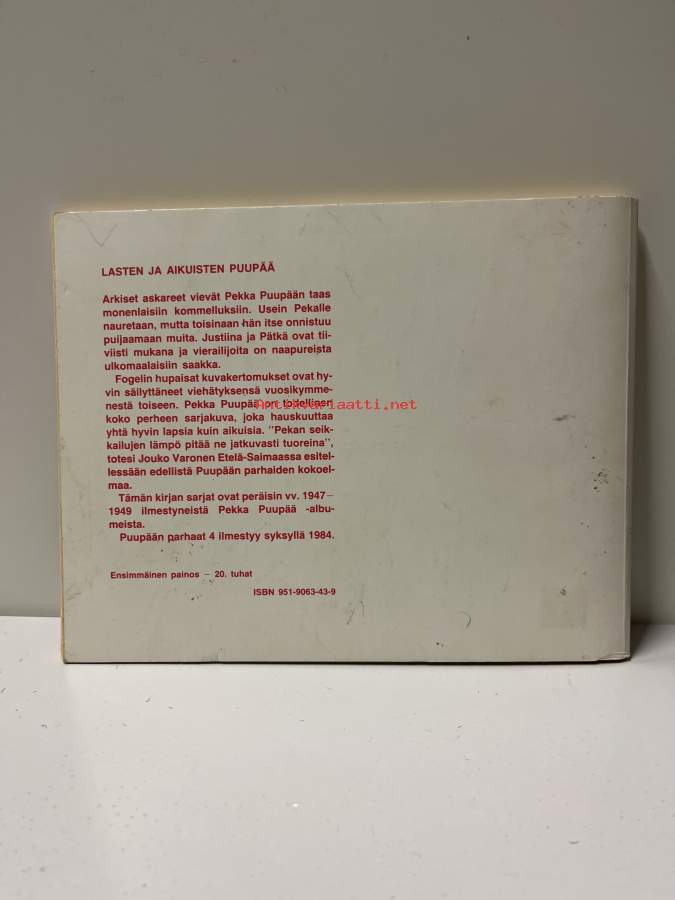 LASTEN JA AIKUISTEN PUUPÄÄ
Arkiset askareet vievät Pekka Puupään taas
monenlaisiin kommelluksiin. Usein Pekalle
nauretaan, mutta toisinaan hän itse onnistuu
puijaamaan muita. Justiina ja Pätkä ovat tii-
viisti mukana ja vierailijoita on naapureista
ulkomaalaisiin saakka.
Fogelin hupaisat kuvakertomukset ovat hy-
vin säilyttäneet viehätyksensä vuosikymme-
nestä toiseen. Pekka Puupää on todellinen
Antikvariaatti.net
koko perheen sarjakuva, joka hauskuuttaa
yhtä hyvin lapsia kuin aikuisia. "Pekan seik-
kailujen lämpö pitää ne jatkuvasti tuoreina",
totesi Jouko Varonen Etelä-Saimaassa esitel-
lessään edellistä Puupään parhaiden kokoel-
maa.
Tämän kirjan sarjat ovat peräisin vv. 1947–
1949 ilmestyneistä Pekka Puupää -albu-
meista.
Puupään parhaat 4 ilmestyy syksyllä 1984.
Ensimmäinen painos – 20. tuhat
ISBN 951-9063-43-9